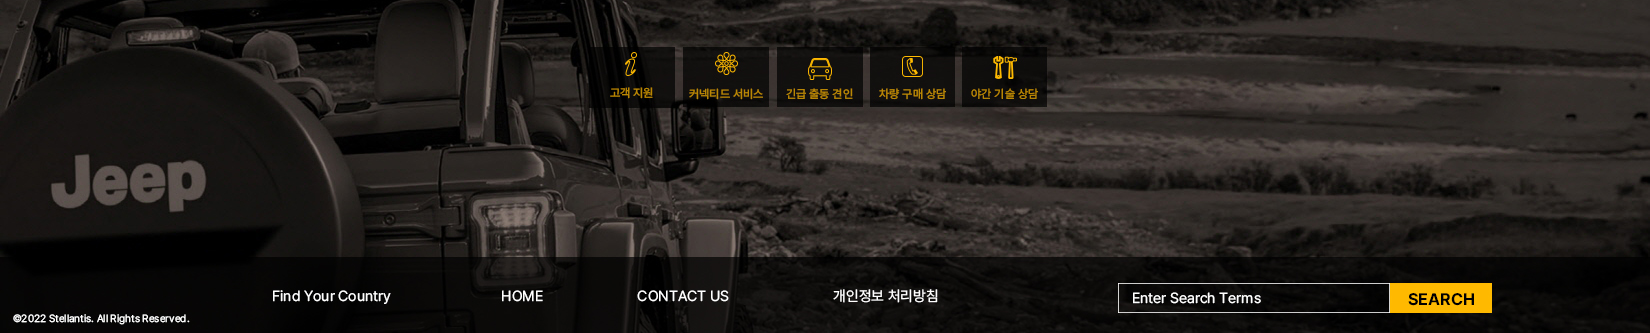 고객 지원
커넥티드 서비스
긴급 출동 견인
차량 구매 상담
야간 기술 상담
Jeep
Find Your Country
HOME
CONTACT US
개인정보 처리방침
Enter Search Terms
SEARCH
©2022 Stellantis. All Rights Reserved.